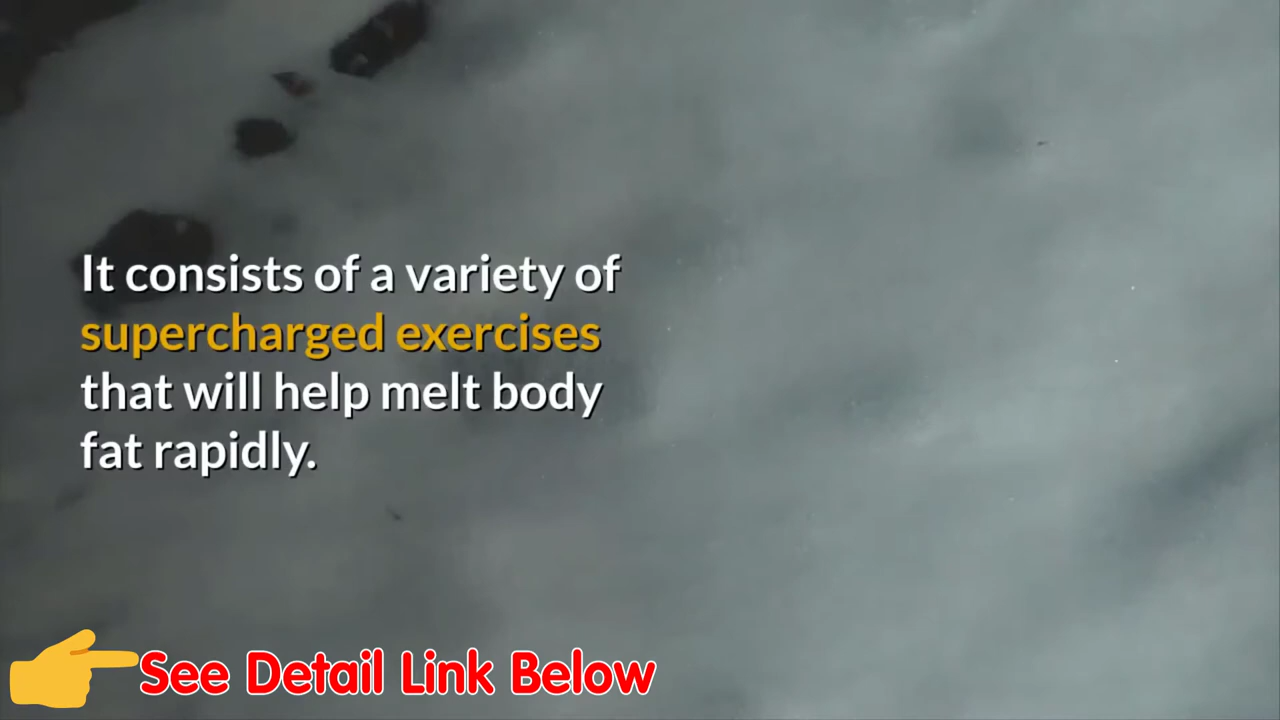 It consists of a variety of
supercharged exercises
that will help melt body
fat rapidly.
See Detail Link Below